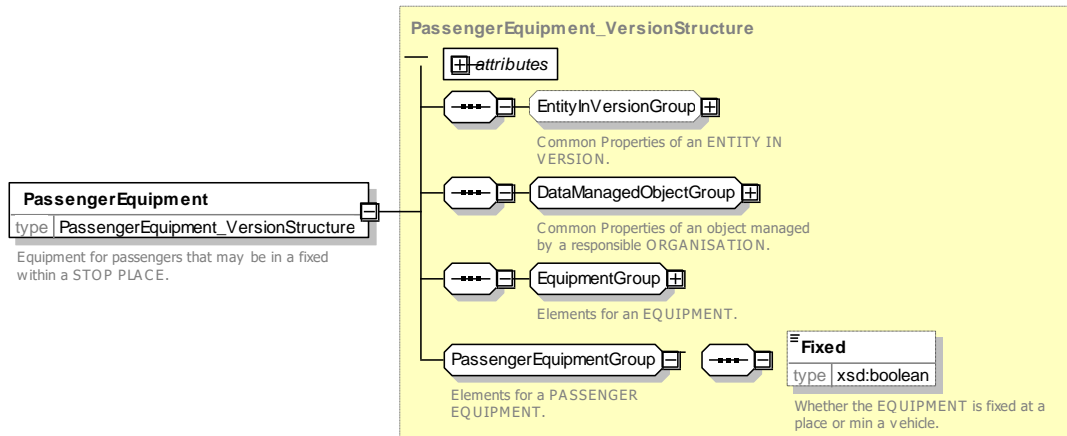 PassengerEquipment_VersionStructure
attributes
EntityInVersionGroup
Common Properties of an ENTITY IN
VERSION.
DataManagedObjectGroup
Common Properties of an object managed
by a responsible ORGANISATION.
PassengerEquipment
type PassengerEquipment_VersionStructure
Equipment for passengers that may be in a fixed
within a STOP PLACE.
EquipmentGroup
Elements for an EQUIPMENT.
PassengerEquipmentGroup
Elements for a PASSENGER
EQUIPMENT.
Fixed
type xsd:boolean
Whether the EQUIPMENT is fixed at a
place or min a vehicle.